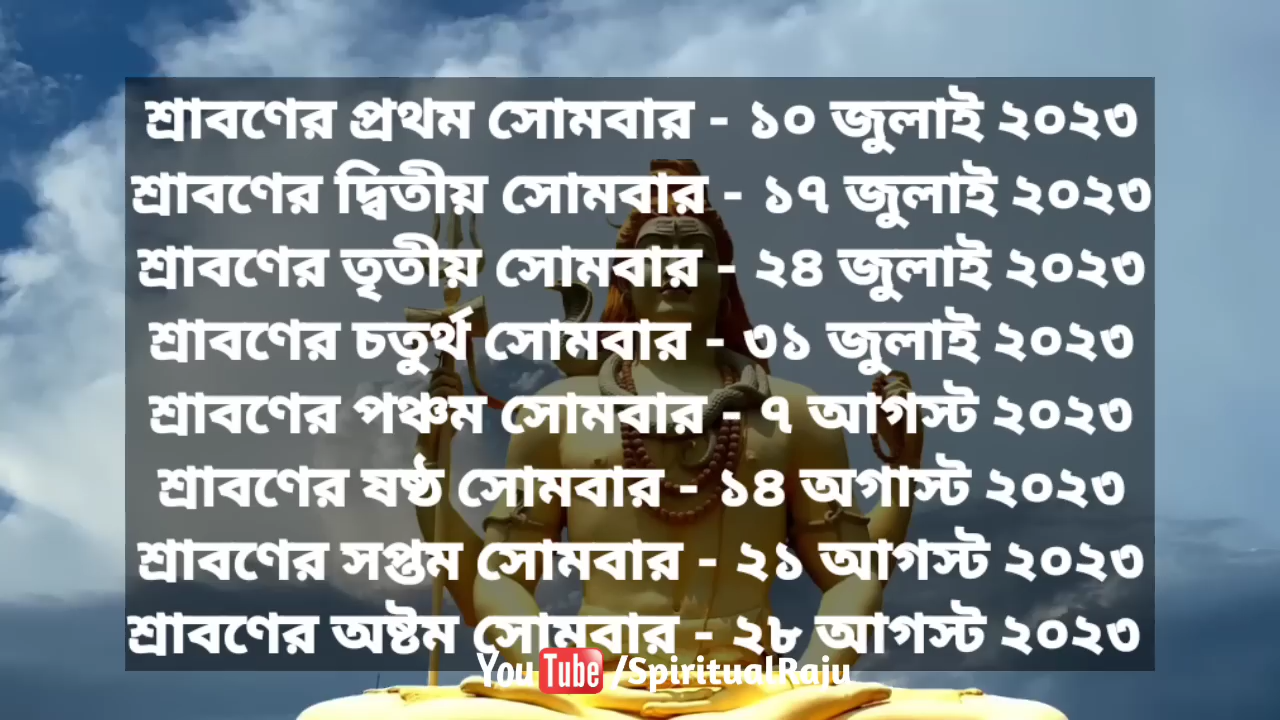 শ্রাবণের প্রথম সোমবার - ১০ জুলাই ২০২৩
শ্রাবণের দ্বিতীয় সোমবার - ১৭ জুলাই ২০২৩
শ্রাবণের তৃতীয় সোমবার - ২৪ জুলাই ২০২৩
শ্রাবণের চতুর্থ সোমবার - ৩১ জুলাই ২০২৩
শ্রাবণের পঞ্চম সোমবার - ৭ আগস্ট ২০২৩
শ্রাবণের ষষ্ঠ সোমবার - ১৪ অগাস্ট ২০২৩
শ্রাবণের সপ্তম সোমবার - ২১ আগস্ট ২০২৩
শ্রাবণের অষ্টম সোমবার - ২৮ আগস্ট ২০২৩
YouTube /SpiritualRaju